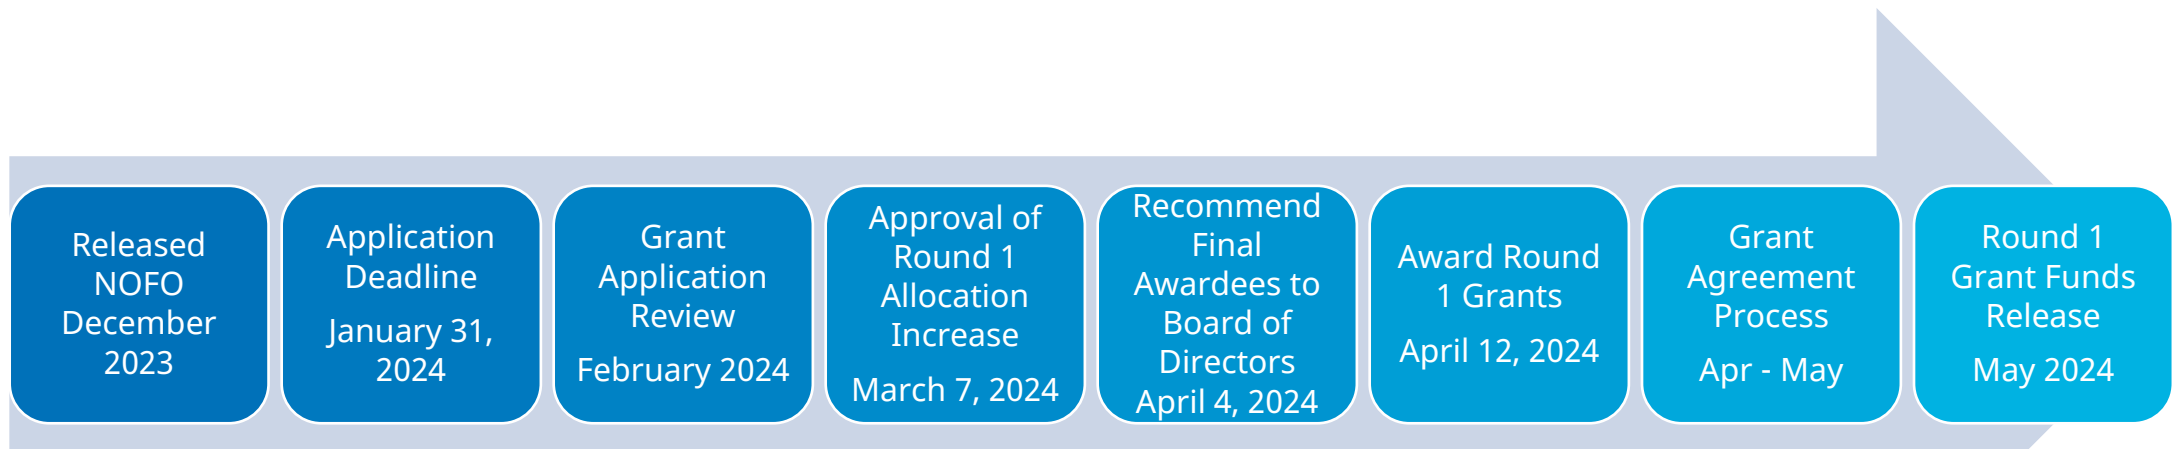 Released
NOFO
December
2023
Application
Deadline
January 31,
2024
Grant
Application
Review
February 2024
Approval of
Round 1
Allocation
Increase
March 7, 2024
Recommend
Final
Awardees to
Board of
Directors
April 4, 2024
Award Round
1 Grants
April 12, 2024
Grant
Agreement
Process
Apr - May
Round 1
Grant Funds
Release
May 2024